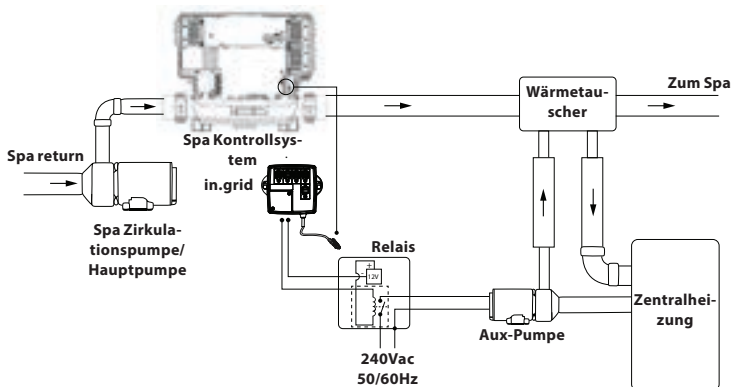 Spa return
Spa Zirkula-
tionspumpe/
Hauptpumpe
Spa Kontrollsys-
tem
in.grid
Relais
+
-
12V
240Vac
50/60Hz
Aux-Pumpe
Wärmetau-
scher
Zum Spa
Zentralhei-
zung